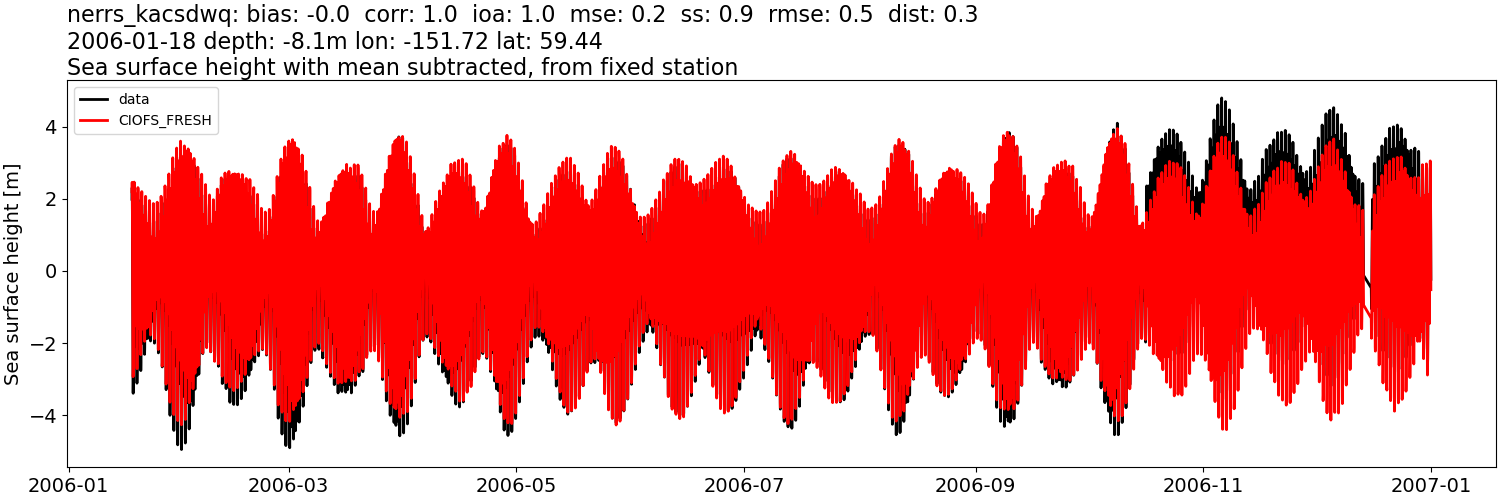 nerrs_kacsdwq: bias: -0.0  corr: 1.0  ioa: 1.0  mse: 0.2  ss: 0.9  rmse: 0.5  dist: 0.3
2006-01-18 depth: -8.1m lon: -151.72 lat: 59.44
Sea surface height with mean subtracted, from fixed station
data
CIOFS_FRESH
Sea surface height [m]
4
2
0
−2
−4
2006-01 2006-03 2006-05 2006-07 2006-09 2006-11 2007-01